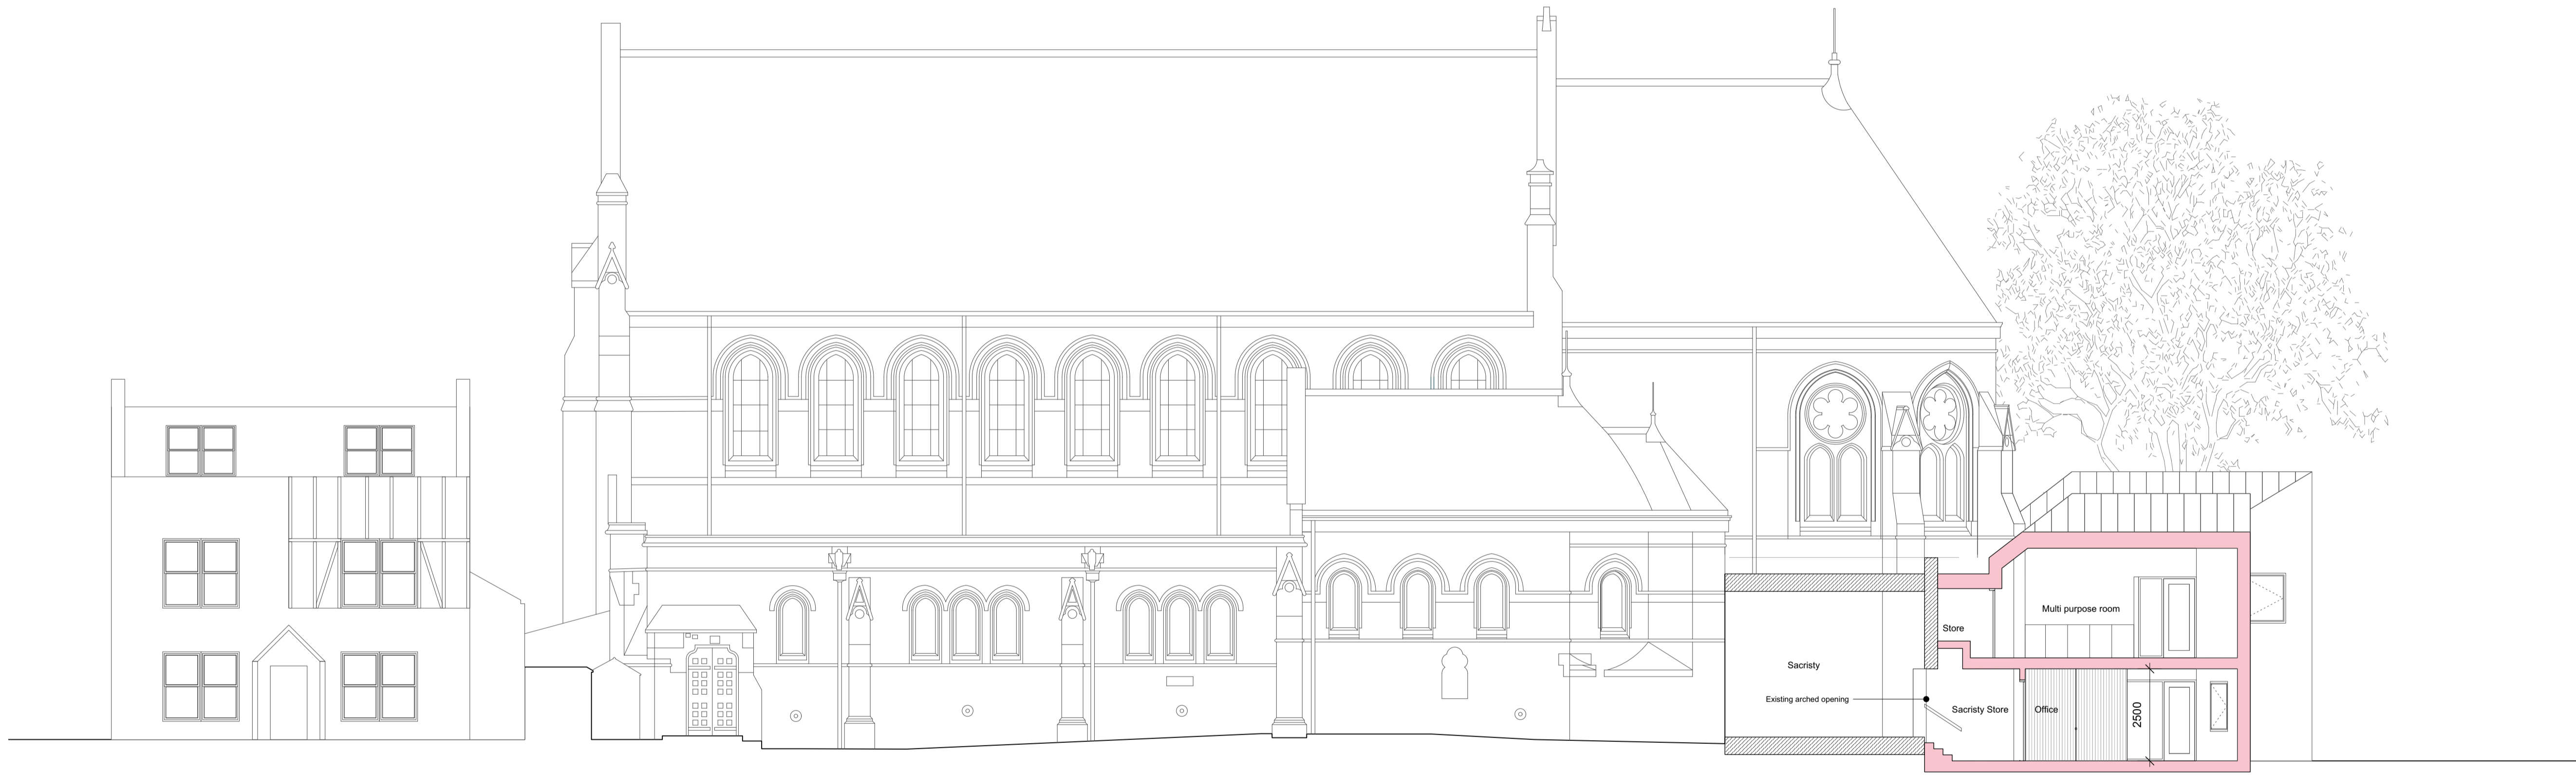 Multi purpose room
Store
Sacristy
Existing arched opening
Sacristy Store
Office
2500